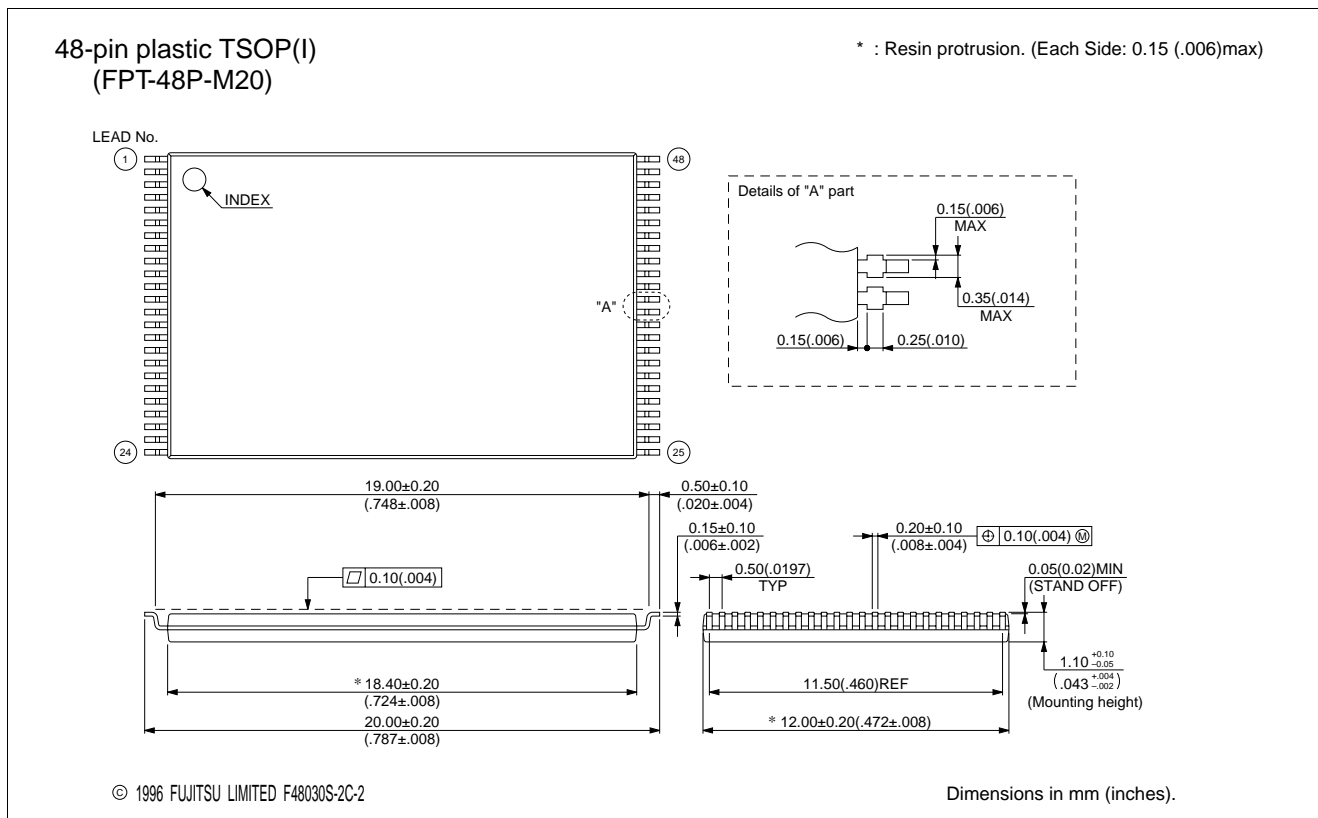 48-pin plastic TSOP(I)
(FPT-48P-M20)
* : Resin protrusion. (Each Side: 0.15 (.006)max)
LEAD No.
1
48
INDEX
"A"
24
25
Details of "A" part
0.15(.006)
MAX
0.35(.014)
MAX
0.15(.006)
0.25(.010)
19.00±0.20
(.748±.008)
0.50±0.10
(.020±.004)
0.15±0.10
(.006±.002)
0.10(.004)
* 18.40±0.20
(.724±.008)
20.00±0.20
(.787±.008)
0.50(.0197)
TYP
0.20±0.10
(.008±.004)
0.10(.004) Ⓜ
0.05(0.02)MIN
(STAND OFF)
11.50(.460)REF
* 12.00±0.20(.472±.008)
1.10 +0.10
–0.05
(.043 +.004
–.002)
(Mounting height)
© 1996 FUJITSU LIMITED F48030S-2C-2
Dimensions in mm (inches).